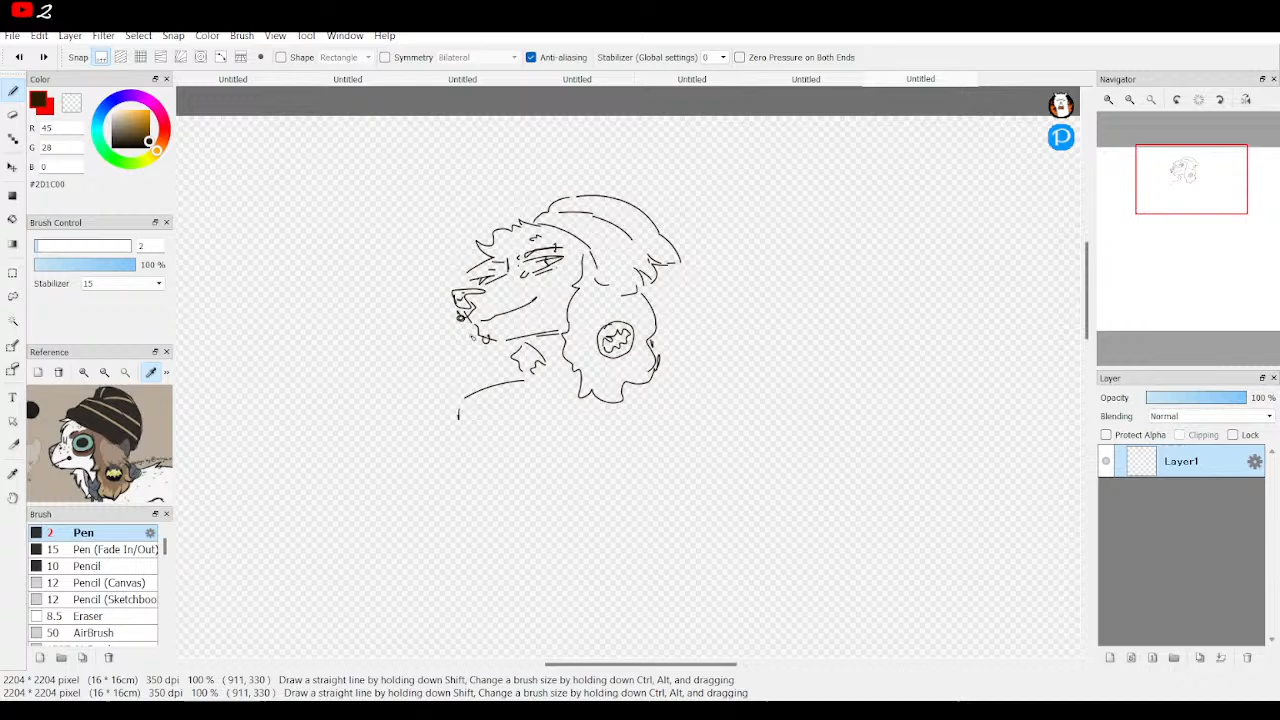 2
File Edit Layer Filter Select Snap Color Brush View Tool Window Help
Snap Shape Rectangle Symmetry Bilateral Anti-aliasing Stabilizer (Global settings) 0 Zero Pressure on Both Ends
Color
Untitled Untitled Untitled Untitled Untitled Untitled Untitled
Navigator
R 45
G 28
B 0
#2D1C00
Brush Control
2
100 %
Stabilizer 15
Reference
»
Brush
2 Pen
15 Pen (Fade In/Out)
10 Pencil
12 Pencil (Canvas)
12 Pencil (Sketchboo
8.5 Eraser
50 AirBrush
Layer
Opacity 100 %
Blending Normal
Protect Alpha Clipping Lock
Layer1
2204 * 2204 pixel (16 * 16cm) 350 dpi 100 % ( 911, 330 ) Draw a straight line by holding down Shift, Change a brush size by holding down Ctrl, Alt, and dragging
2204 * 2204 pixel (16 * 16cm) 350 dpi 100 % ( 911, 330 ) Draw a straight line by holding down Shift, Change a brush size by holding down Ctrl, Alt, and dragging